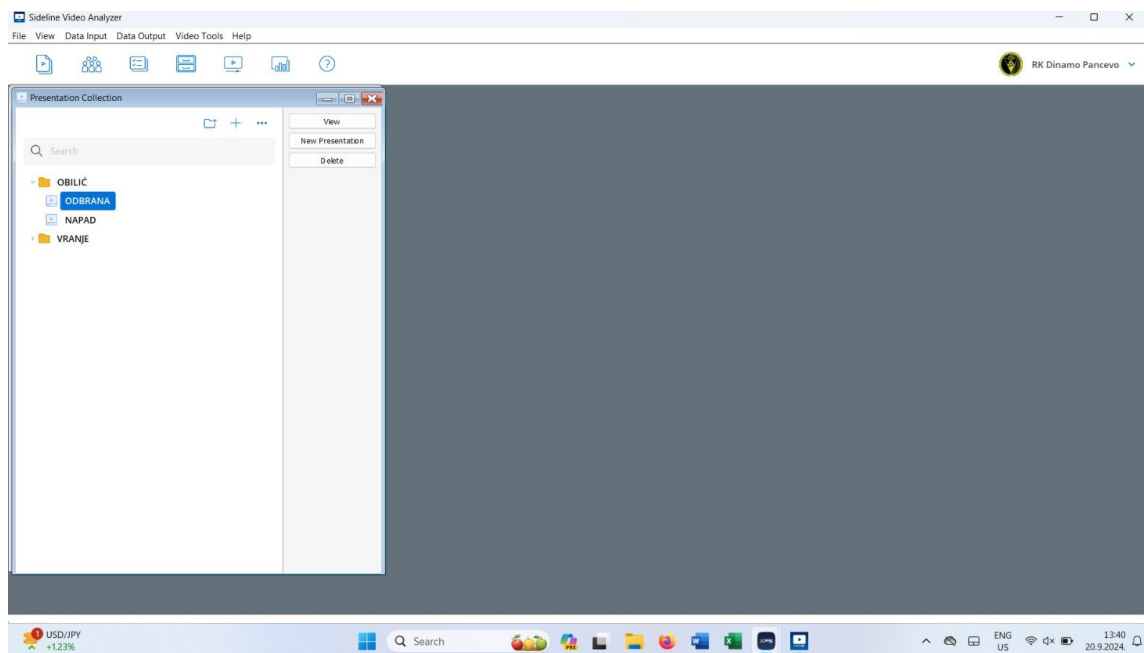 Sideline Video Analyzer
File View Data Input Data Output Video Tools Help
RK Dinamo Pancevo
Presentation Collection
View
New Presentation
Search
Delete
OBILIĆ
ODBRANA
NAPAD
VRANJE
1 USD/JPY
+1.23%
Search
PRE
ENG
US
13:40
20.9.2024.